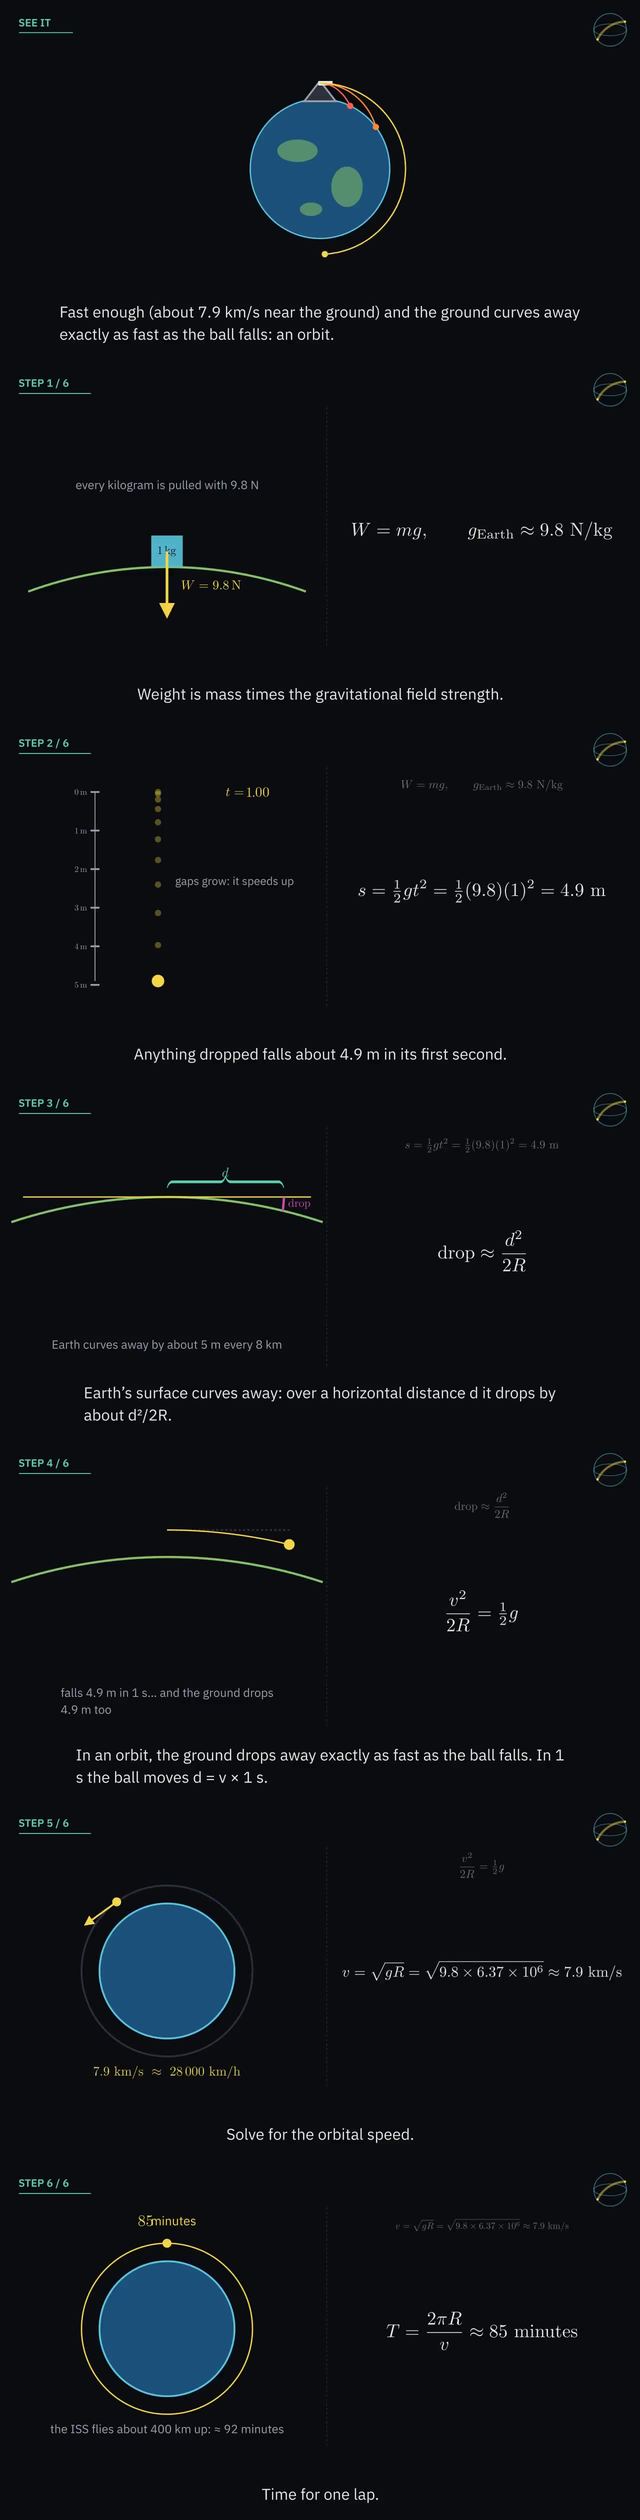 SEE IT
Fast enough (about 7.9 km/s near the ground) and the ground curves away
exactly as fast as the ball falls: an orbit.
STEP 1 / 6
every kilogram is pulled with 9.8 N
1 kg
W = 9.8 N
W = mg, g_Earth ≈ 9.8 N/kg
Weight is mass times the gravitational field strength.
STEP 2 / 6
0 m
1 m
2 m
3 m
4 m
5 m
t = 1.00
gaps grow: it speeds up
W = mg, g_Earth ≈ 9.8 N/kg
s = ½gt² = ½(9.8)(1)² = 4.9 m
Anything dropped falls about 4.9 m in its first second.
STEP 3 / 6
d
drop
Earth curves away by about 5 m every 8 km
s = ½gt² = ½(9.8)(1)² = 4.9 m
drop ≈ d²/2R
Earth’s surface curves away: over a horizontal distance d it drops by
about d²/2R.
STEP 4 / 6
falls 4.9 m in 1 s... and the ground drops
4.9 m too
drop ≈ d²/2R
v²/2R = ½g
In an orbit, the ground drops away exactly as fast as the ball falls. In 1
s the ball moves d = v × 1 s.
STEP 5 / 6
7.9 km/s ≈ 28 000 km/h
v²/2R = ½g
v = √gR = √9.8 × 6.37 × 10⁶ ≈ 7.9 km/s
Solve for the orbital speed.
STEP 6 / 6
85minutes
the ISS flies about 400 km up: ≈ 92 minutes
v = √gR = √9.8 × 6.37 × 10⁶ ≈ 7.9 km/s
T = 2πR/v ≈ 85 minutes
Time for one lap.